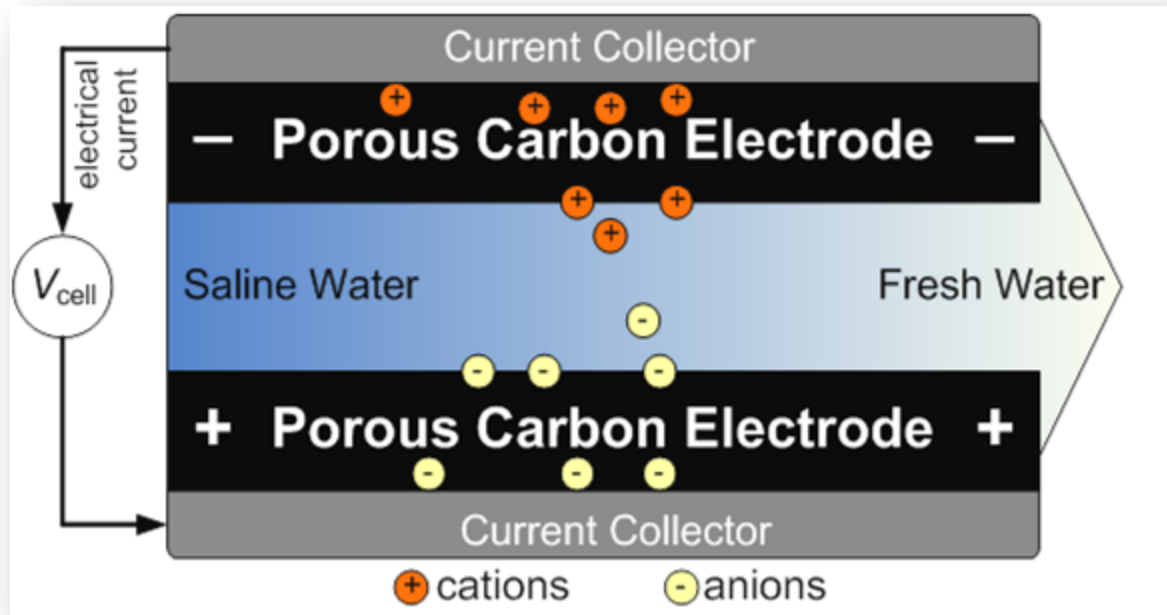 Current Collector
electrical
current
− Porous Carbon Electrode −
+ + + +
+ + +
Vcell
Saline Water
Fresh Water
-
- - -
+ Porous Carbon Electrode +
- - -
Current Collector
+ cations
- anions